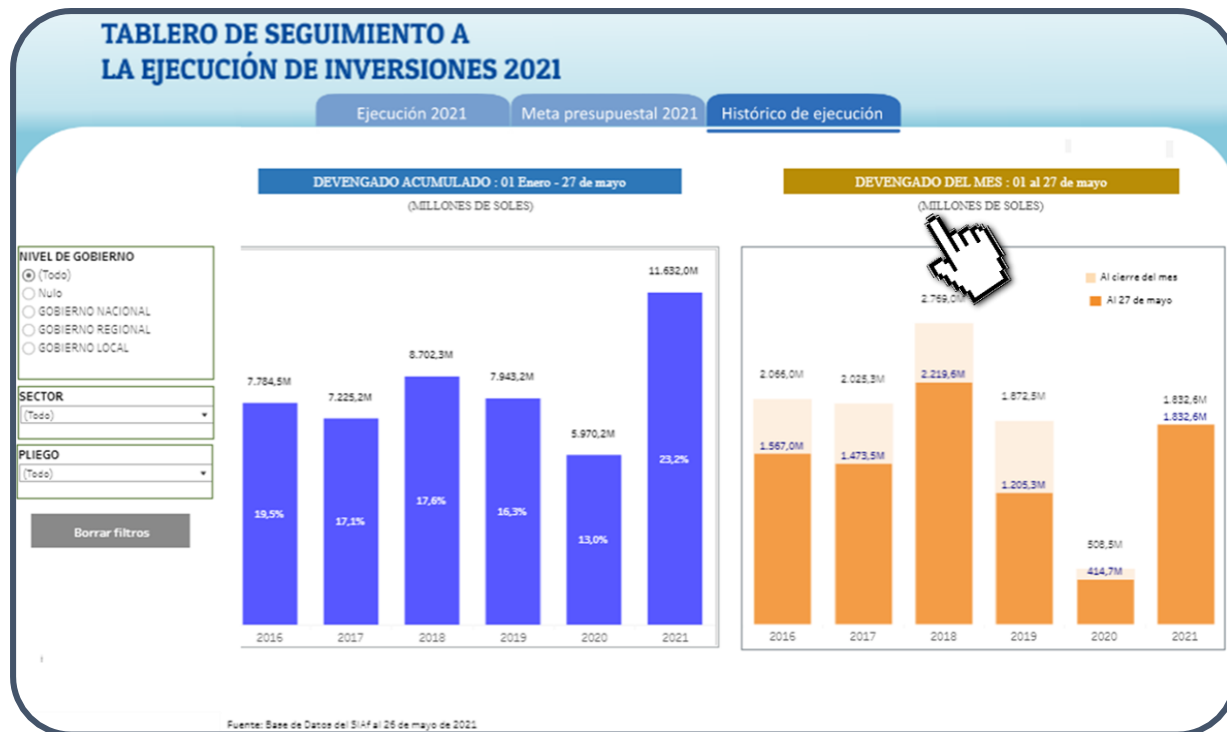 TABLERO DE SEGUIMIENTO A
LA EJECUCIÓN DE INVERSIONES 2021
Ejecución 2021
Meta presupuestal 2021
Histórico de ejecución
DEVENGADO ACUMULADO : 01 Enero - 27 de mayo
(MILLONES DE SOLES)
DEVENGADO DEL MES : 01 al 27 de mayo
(MILLONES DE SOLES)
NIVEL DE GOBIERNO
(Todo)
Nulo
GOBIERNO NACIONAL
GOBIERNO REGIONAL
GOBIERNO LOCAL
SECTOR
(Todo)
PLIEGO
(Todo)
Borrar filtros
7.784,5M
7.225,2M
8.702,3M
7.943,2M
5.970,2M
11.632,0M
19,5%
17,1%
17,6%
16,3%
13,0%
23,2%
2016
2017
2018
2019
2020
2021
Al cierre del mes
Al 27 de mayo
2.066,0M
2.025,3M
2.769,0M
1.872,5M
508,5M
1.832,6M
1.567,0M
1.473,5M
2.219,6M
1.205,3M
414,7M
1.832,6M
2016
2017
2018
2019
2020
2021
Fuente: Base de Datos del SIAf al 26 de mayo de 2021